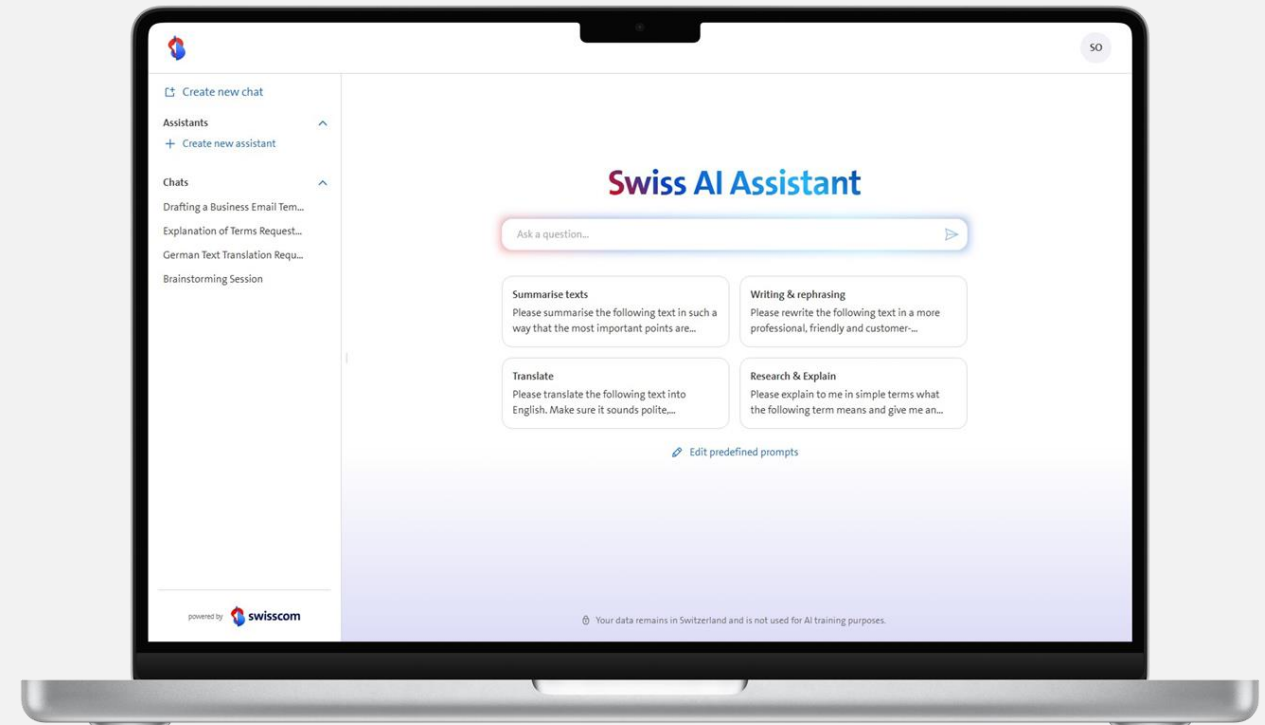 SO
Create new chat
Assistants
Create new assistant
Chats
Drafting a Business Email Tem...
Explanation of Terms Request...
German Text Translation Requ...
Brainstorming Session
powered by swisscom
Swiss AI Assistant
Ask a question...
Summarise texts
Please summarise the following text in such a
way that the most important points are...
Writing & rephrasing
Please rewrite the following text in a more
professional, friendly and customer-...
Translate
Please translate the following text into
English. Make sure it sounds polite,...
Research & Explain
Please explain to me in simple terms what
the following term means and give me an...
Edit predefined prompts
Your data remains in Switzerland and is not used for AI training purposes.